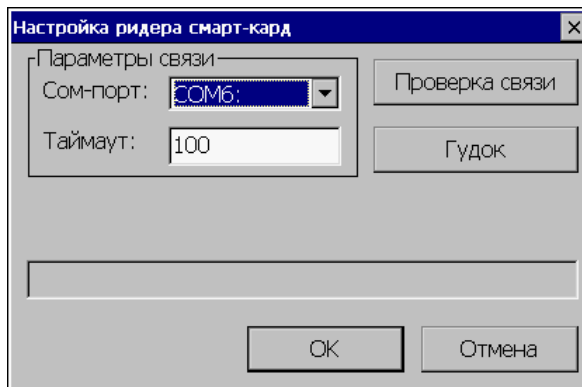 Настройка ридера смарт-кард
Параметры связи
Сом-порт: COM6:
Таймаут: 100
Проверка связи
Гудок
OK
Отмена